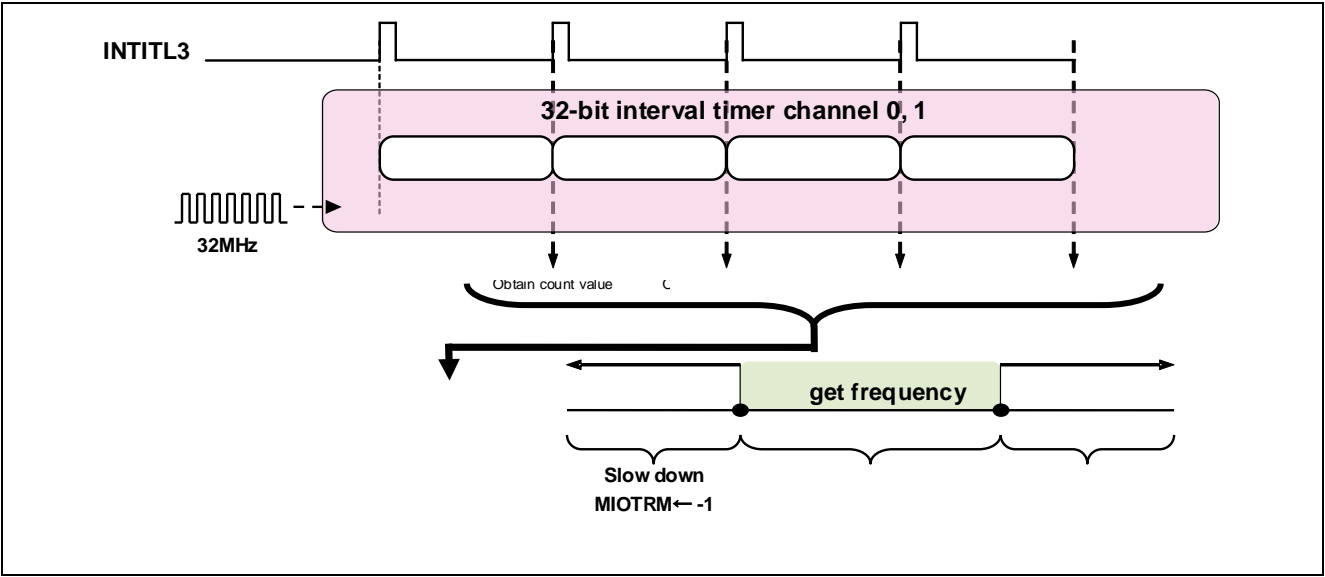 INTITL3
32-bit interval timer channel 0, 1
32MHz
Obtain count value
get frequency
Slow down
MIOTRM← -1